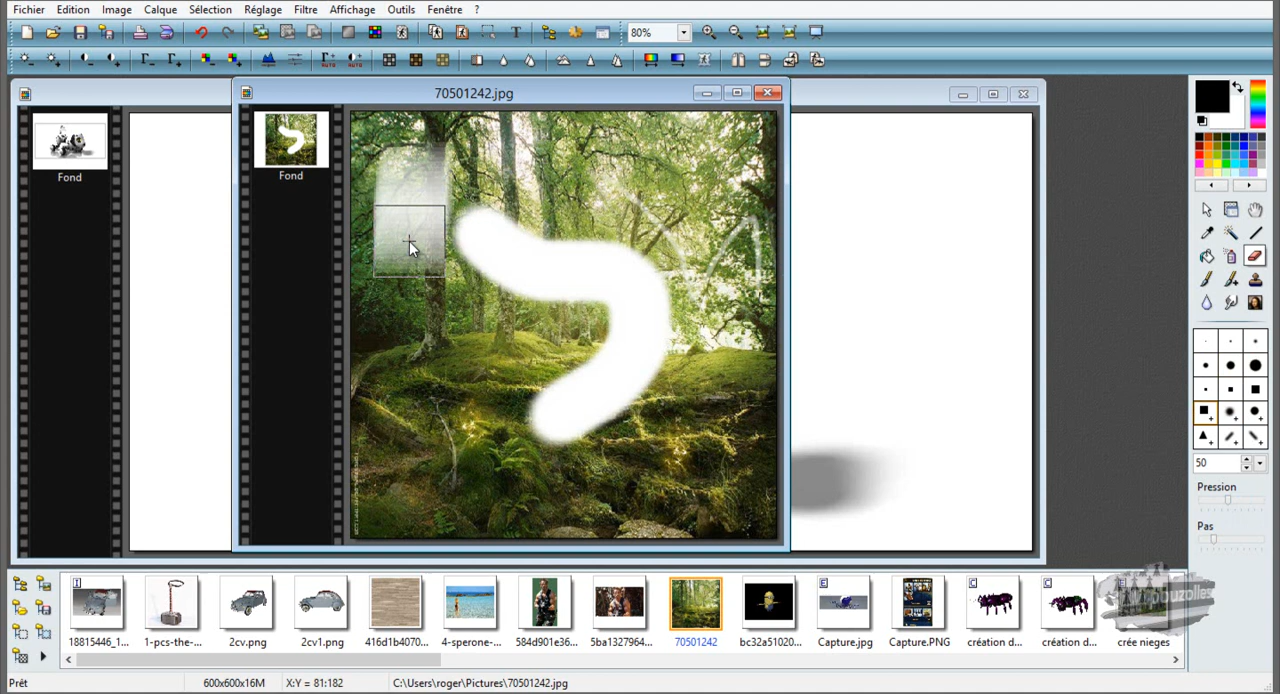 Fichier Edition Image Calque Sélection Réglage Filtre Affichage Outils Fenêtre ?
T 80%
AUTO AUTO
70501242.jpg
Fond
Fond
50
Pression
Pas
I E C C E
18815446_1... 1-pcs-the-... 2cv.png 2cv1.png 416d1b4070... 4-sperone-... 584d901e36... 5ba1327964... 70501242 bc32a51020... Capture.jpg Capture.PNG création d... création d... crée nieges
Prêt 600x600x16M X:Y = 81:182 C:\Users\roger\Pictures\70501242.jpg